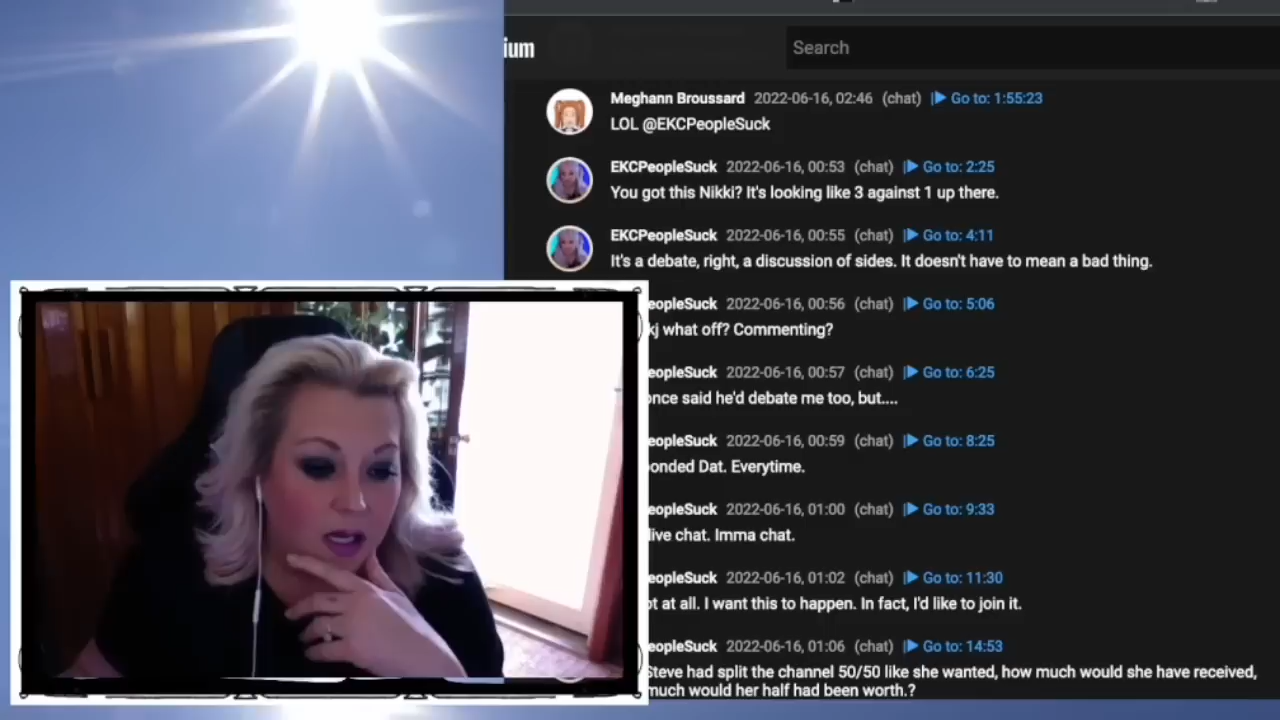 ium
Search
Meghann Broussard 2022-06-16, 02:46 (chat) Go to: 1:55:23
LOL @EKCPeopleSuck
EKCPeopleSuck 2022-06-16, 00:53 (chat) Go to: 2:25
You got this Nikki? It's looking like 3 against 1 up there.
EKCPeopleSuck 2022-06-16, 00:55 (chat) Go to: 4:11
It's a debate, right, a discussion of sides. It doesn't have to mean a bad thing.
eopleSuck 2022-06-16, 00:56 (chat) Go to: 5:06
kj what off? Commenting?
eopleSuck 2022-06-16, 00:57 (chat) Go to: 6:25
once said he'd debate me too, but....
eopleSuck 2022-06-16, 00:59 (chat) Go to: 8:25
onded Dat. Everytime.
eopleSuck 2022-06-16, 01:00 (chat) Go to: 9:33
live chat. Imma chat.
eopleSuck 2022-06-16, 01:02 (chat) Go to: 11:30
ot at all. I want this to happen. In fact, I'd like to join it.
eopleSuck 2022-06-16, 01:06 (chat) Go to: 14:53
Steve had split the channel 50/50 like she wanted, how much would she have received,
much would her half had been worth.?